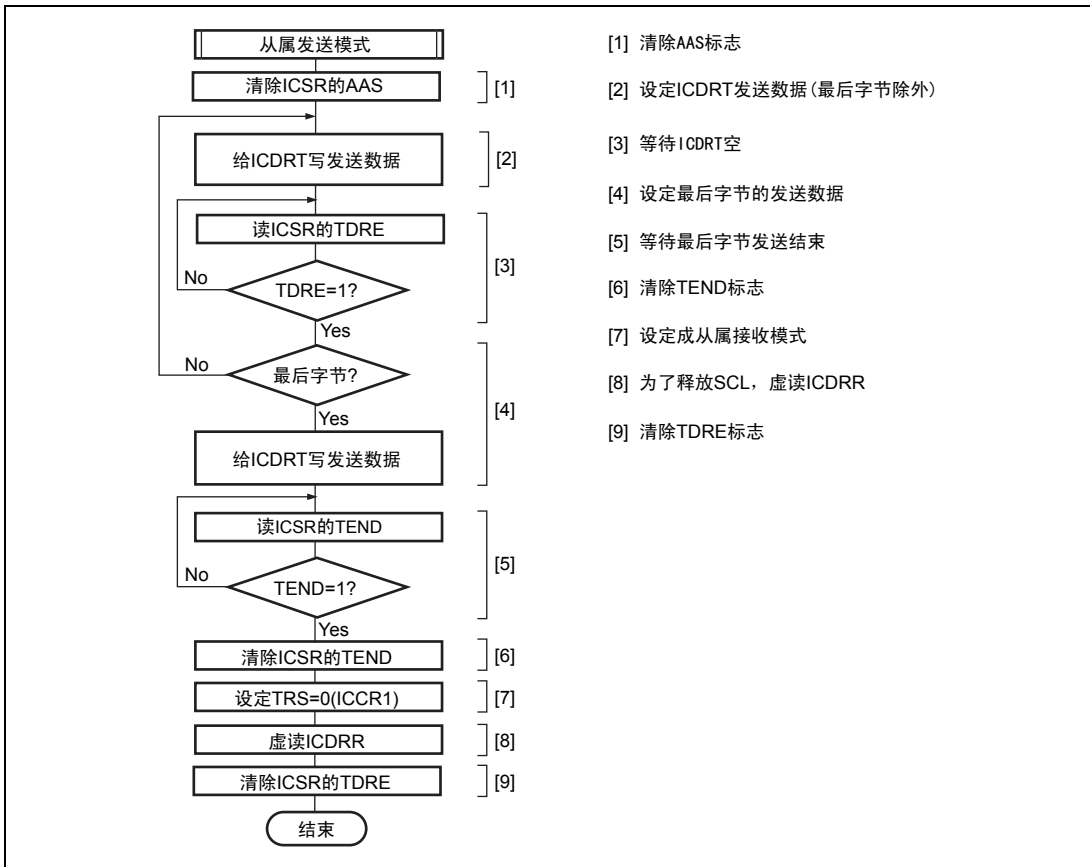 从属发送模式
清除ICSR的AAS
[1]
给ICDRT写发送数据
[2]
读ICSR的TDRE
No
TDRE=1?
[3]
Yes
No
最后字节?
[4]
Yes
给ICDRT写发送数据
读ICSR的TEND
No
TEND=1?
[5]
Yes
清除ICSR的TEND
[6]
设定TRS=0(ICCR1)
[7]
虚读ICDRR
[8]
清除ICSR的TDRE
[9]
结束
[1] 清除AAS标志
[2] 设定ICDRT发送数据(最后字节除外)
[3] 等待ICDRT空
[4] 设定最后字节的发送数据
[5] 等待最后字节发送结束
[6] 清除TEND标志
[7] 设定成从属接收模式
[8] 为了释放SCL，虚读ICDRR
[9] 清除TDRE标志